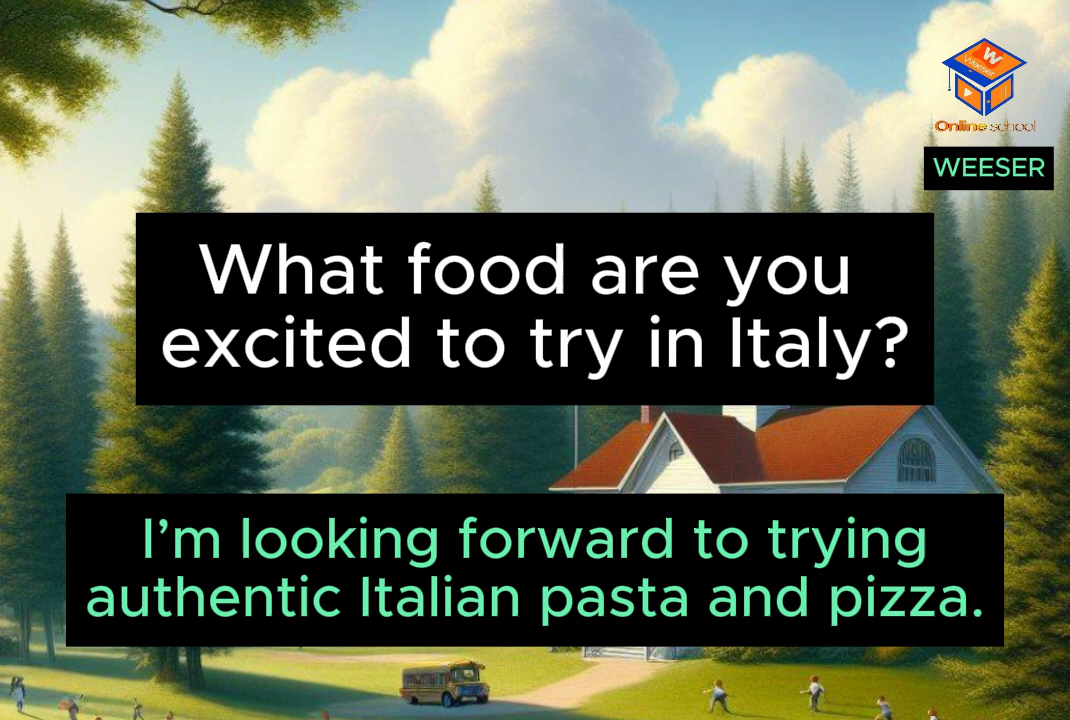 W
Weeser
Online school
WEESER
What food are you
excited to try in Italy?
I'm looking forward to trying
authentic Italian pasta and pizza.